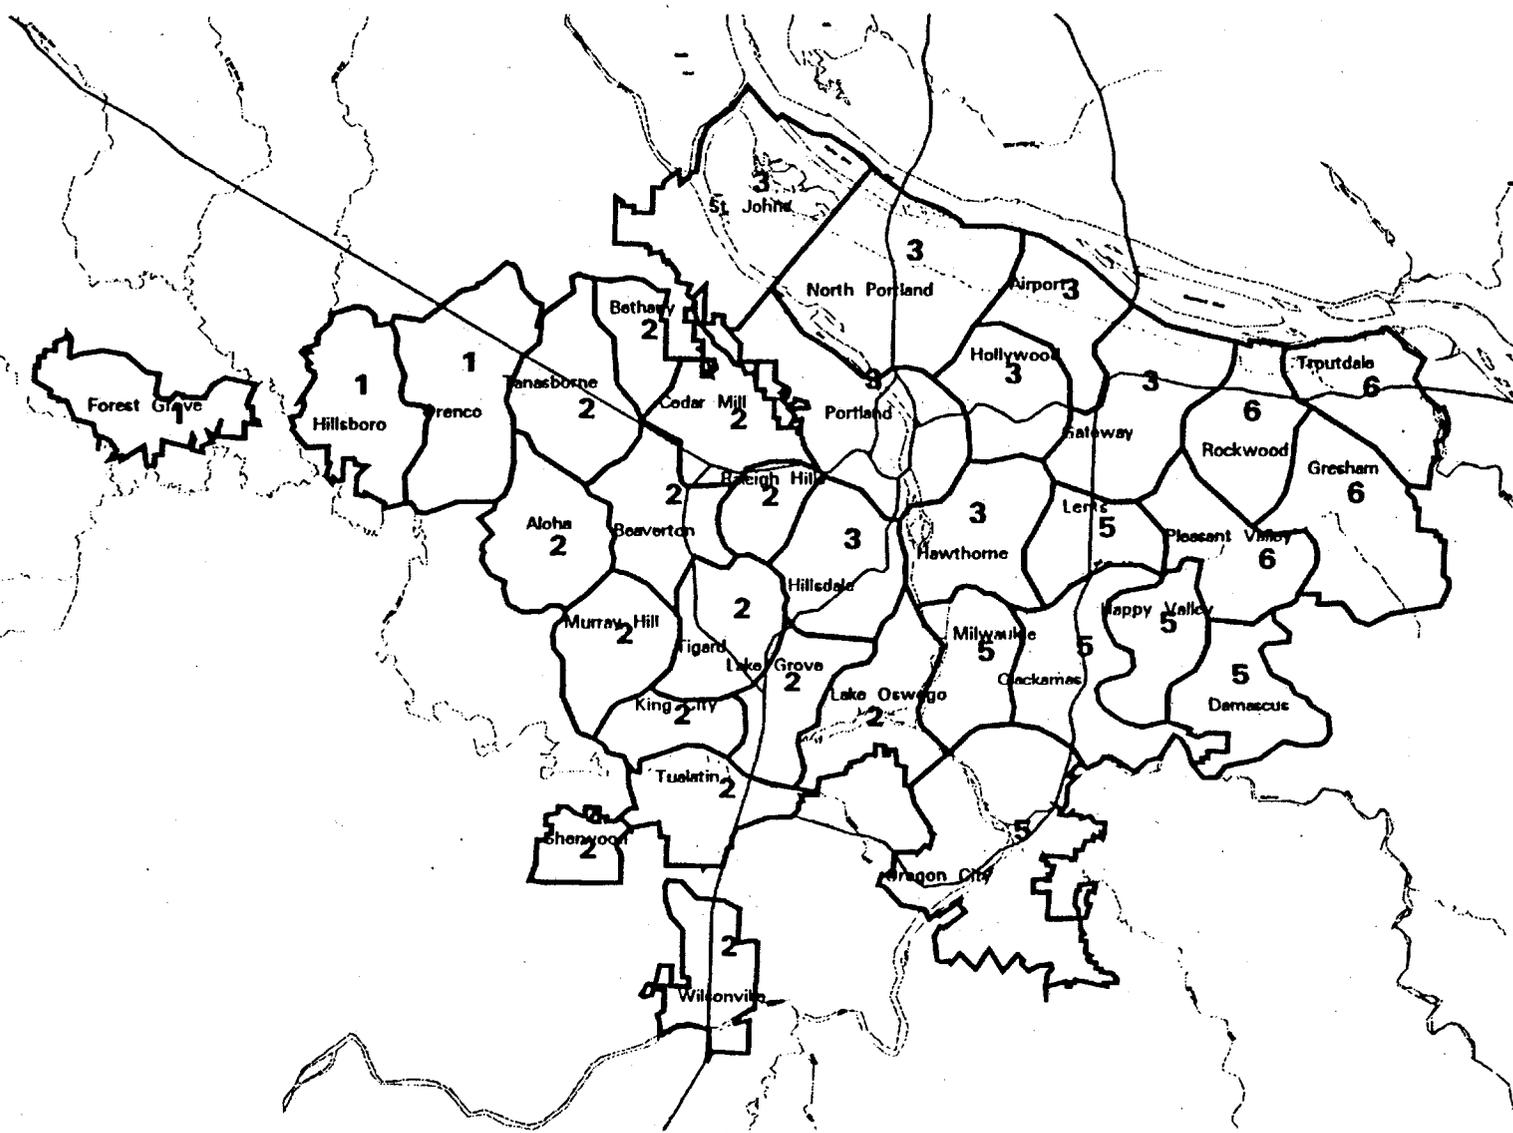 3
St. Johns
3
North Portland
Airport
3
Bethany
2
Hollywood
3
Troutdale
6
1
1
Tanasborne
2
Forest Grove
1
Hillsboro
Orenco
Cedar Mill
2
3
Portland
3
Gateway
6
Rockwood
Gresham
6
Raleigh Hills
2
2
Beaverton
Aloha
2
3
Hillsdale
3
Hawthorne
Lents
5
Pleasant Valley
6
Murray Hill
2
2
Tigard
Lake Grove
2
Milwaukie
5
Clackamas
5
Happy Valley
5
5
Damascus
King City
2
Lake Oswego
2
Tualatin
2
Sherwood
2
5
Oregon City
2
Wilsonville